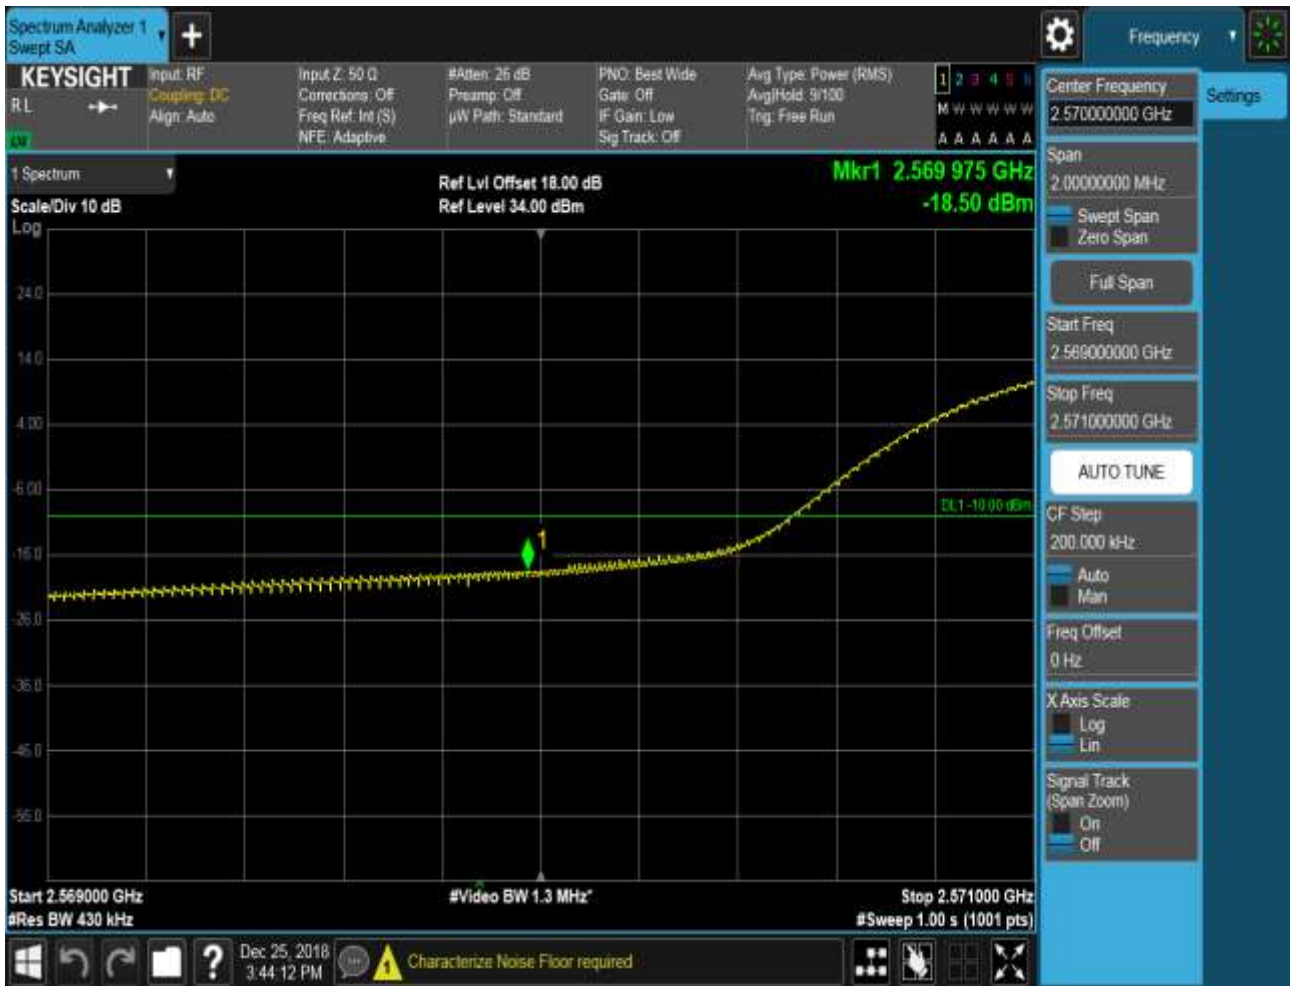 Spectrum Analyzer 1
Swept SA
Frequency
KEYSIGHT
RL
Input: RF
Coupling: DC
Align: Auto
Input Z: 50 Ω
Corrections: Off
Freq Ref: Int (S)
NFE: Adaptive
#Atten: 26 dB
Preamp: Off
µW Path: Standard
PNO: Best Wide
Gate: Off
IF Gain: Low
Sig Track: Off
Avg Type: Power (RMS)
Avg|Hold: 9/100
Trig: Free Run
1 2 3 4 5 6
M W W W W W
A A A A A A
1 Spectrum
Scale/Div 10 dB
Log
Ref Lvl Offset 18.00 dB
Ref Level 34.00 dBm
Mkr1 2.569 975 GHz
-18.50 dBm
24.0
14.0
4.00
-6.00
-16.0
-26.0
-36.0
-46.0
-56.0
DL1 -10.00 dBm
1
Start 2.569000 GHz
#Res BW 430 kHz
#Video BW 1.3 MHz*
Stop 2.571000 GHz
#Sweep 1.00 s (1001 pts)
Center Frequency
2.570000000 GHz
Settings
Span
2.00000000 MHz
Swept Span
Zero Span
Full Span
Start Freq
2.569000000 GHz
Stop Freq
2.571000000 GHz
AUTO TUNE
CF Step
200.000 kHz
Auto
Man
Freq Offset
0 Hz
X Axis Scale
Log
Lin
Signal Track
(Span Zoom)
On
Off
?
Dec 25, 2018
3:44:12 PM
1
Characterize Noise Floor required